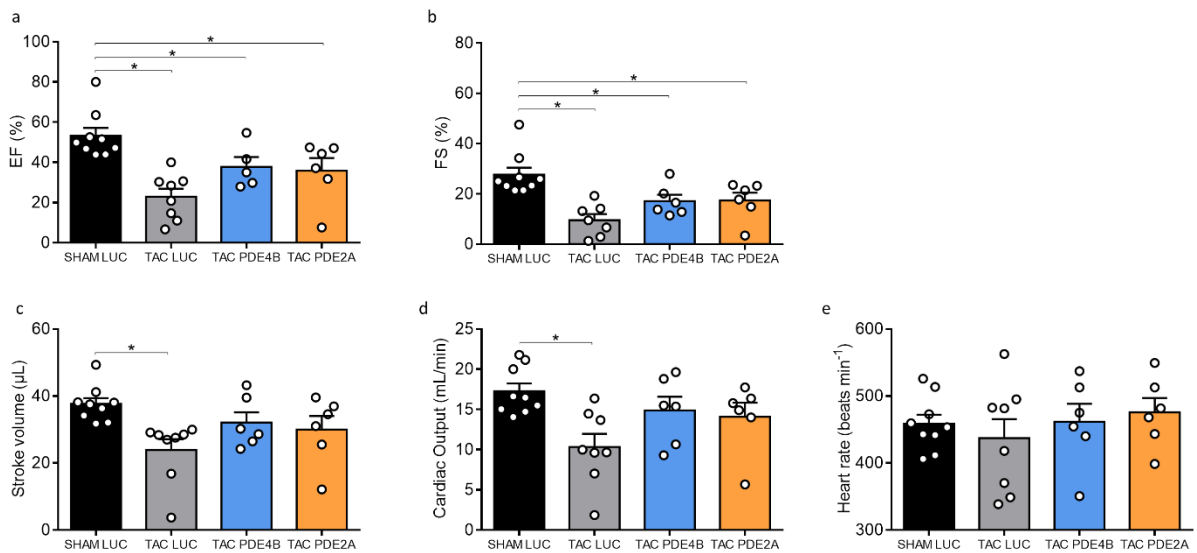 a
EF (%)
100
80
60
40
20
0
*
*
*
SHAM LUC TAC LUC TAC PDE4B TAC PDE2A
b
FS (%)
80
60
40
20
0
*
*
*
SHAM LUC TAC LUC TAC PDE4B TAC PDE2A
c
Stroke volume (µL)
60
40
20
0
*
SHAM LUC TAC LUC TAC PDE4B TAC PDE2A
d
Cardiac Output (mL/min)
25
20
15
10
5
0
*
SHAM LUC TAC LUC TAC PDE4B TAC PDE2A
e
Heart rate (beats min⁻¹)
600
500
400
300
SHAM LUC TAC LUC TAC PDE4B TAC PDE2A